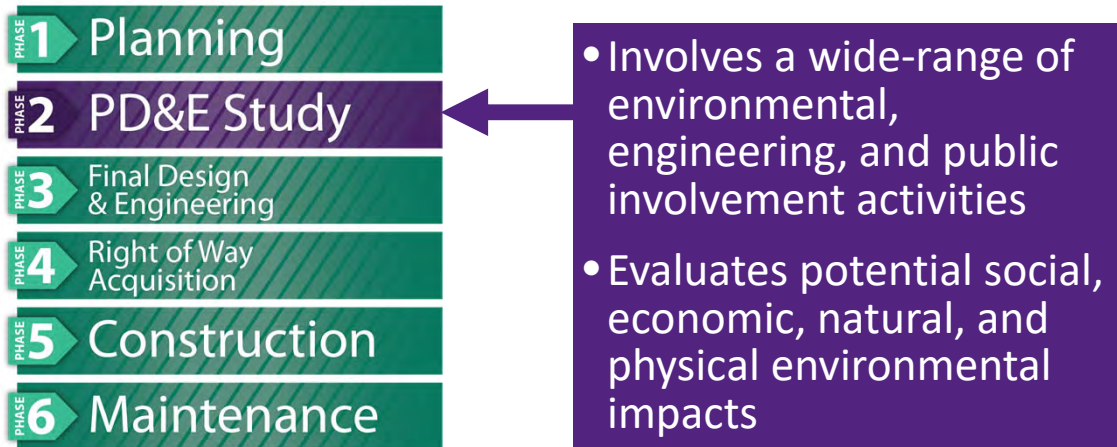 PHASE 1 Planning
PHASE 2 PD&E Study
PHASE 3 Final Design
& Engineering
PHASE 4 Right of Way
Acquisition
PHASE 5 Construction
PHASE 6 Maintenance
• Involves a wide-range of
environmental,
engineering, and public
involvement activities
• Evaluates potential social,
economic, natural, and
physical environmental
impacts